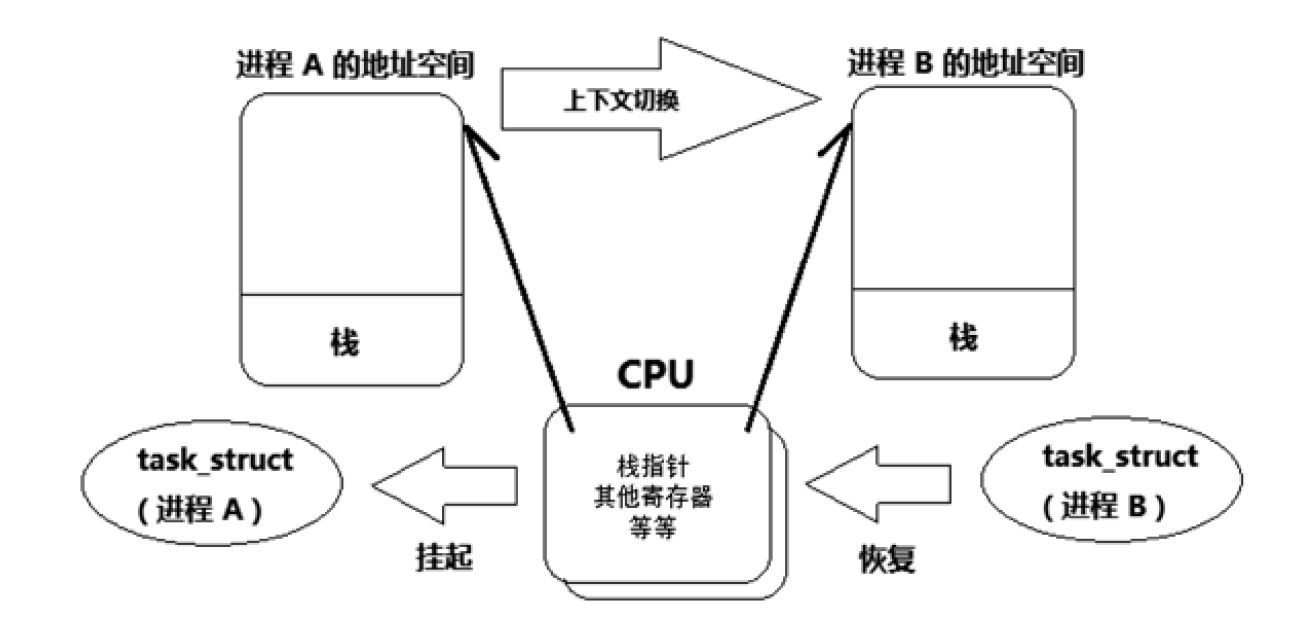 进程 A 的地址空间
进程 B 的地址空间
上下文切换
栈
栈
CPU
task_struct
(进程 A)
栈指针
其他寄存器
等等
task_struct
(进程 B)
挂起
恢复